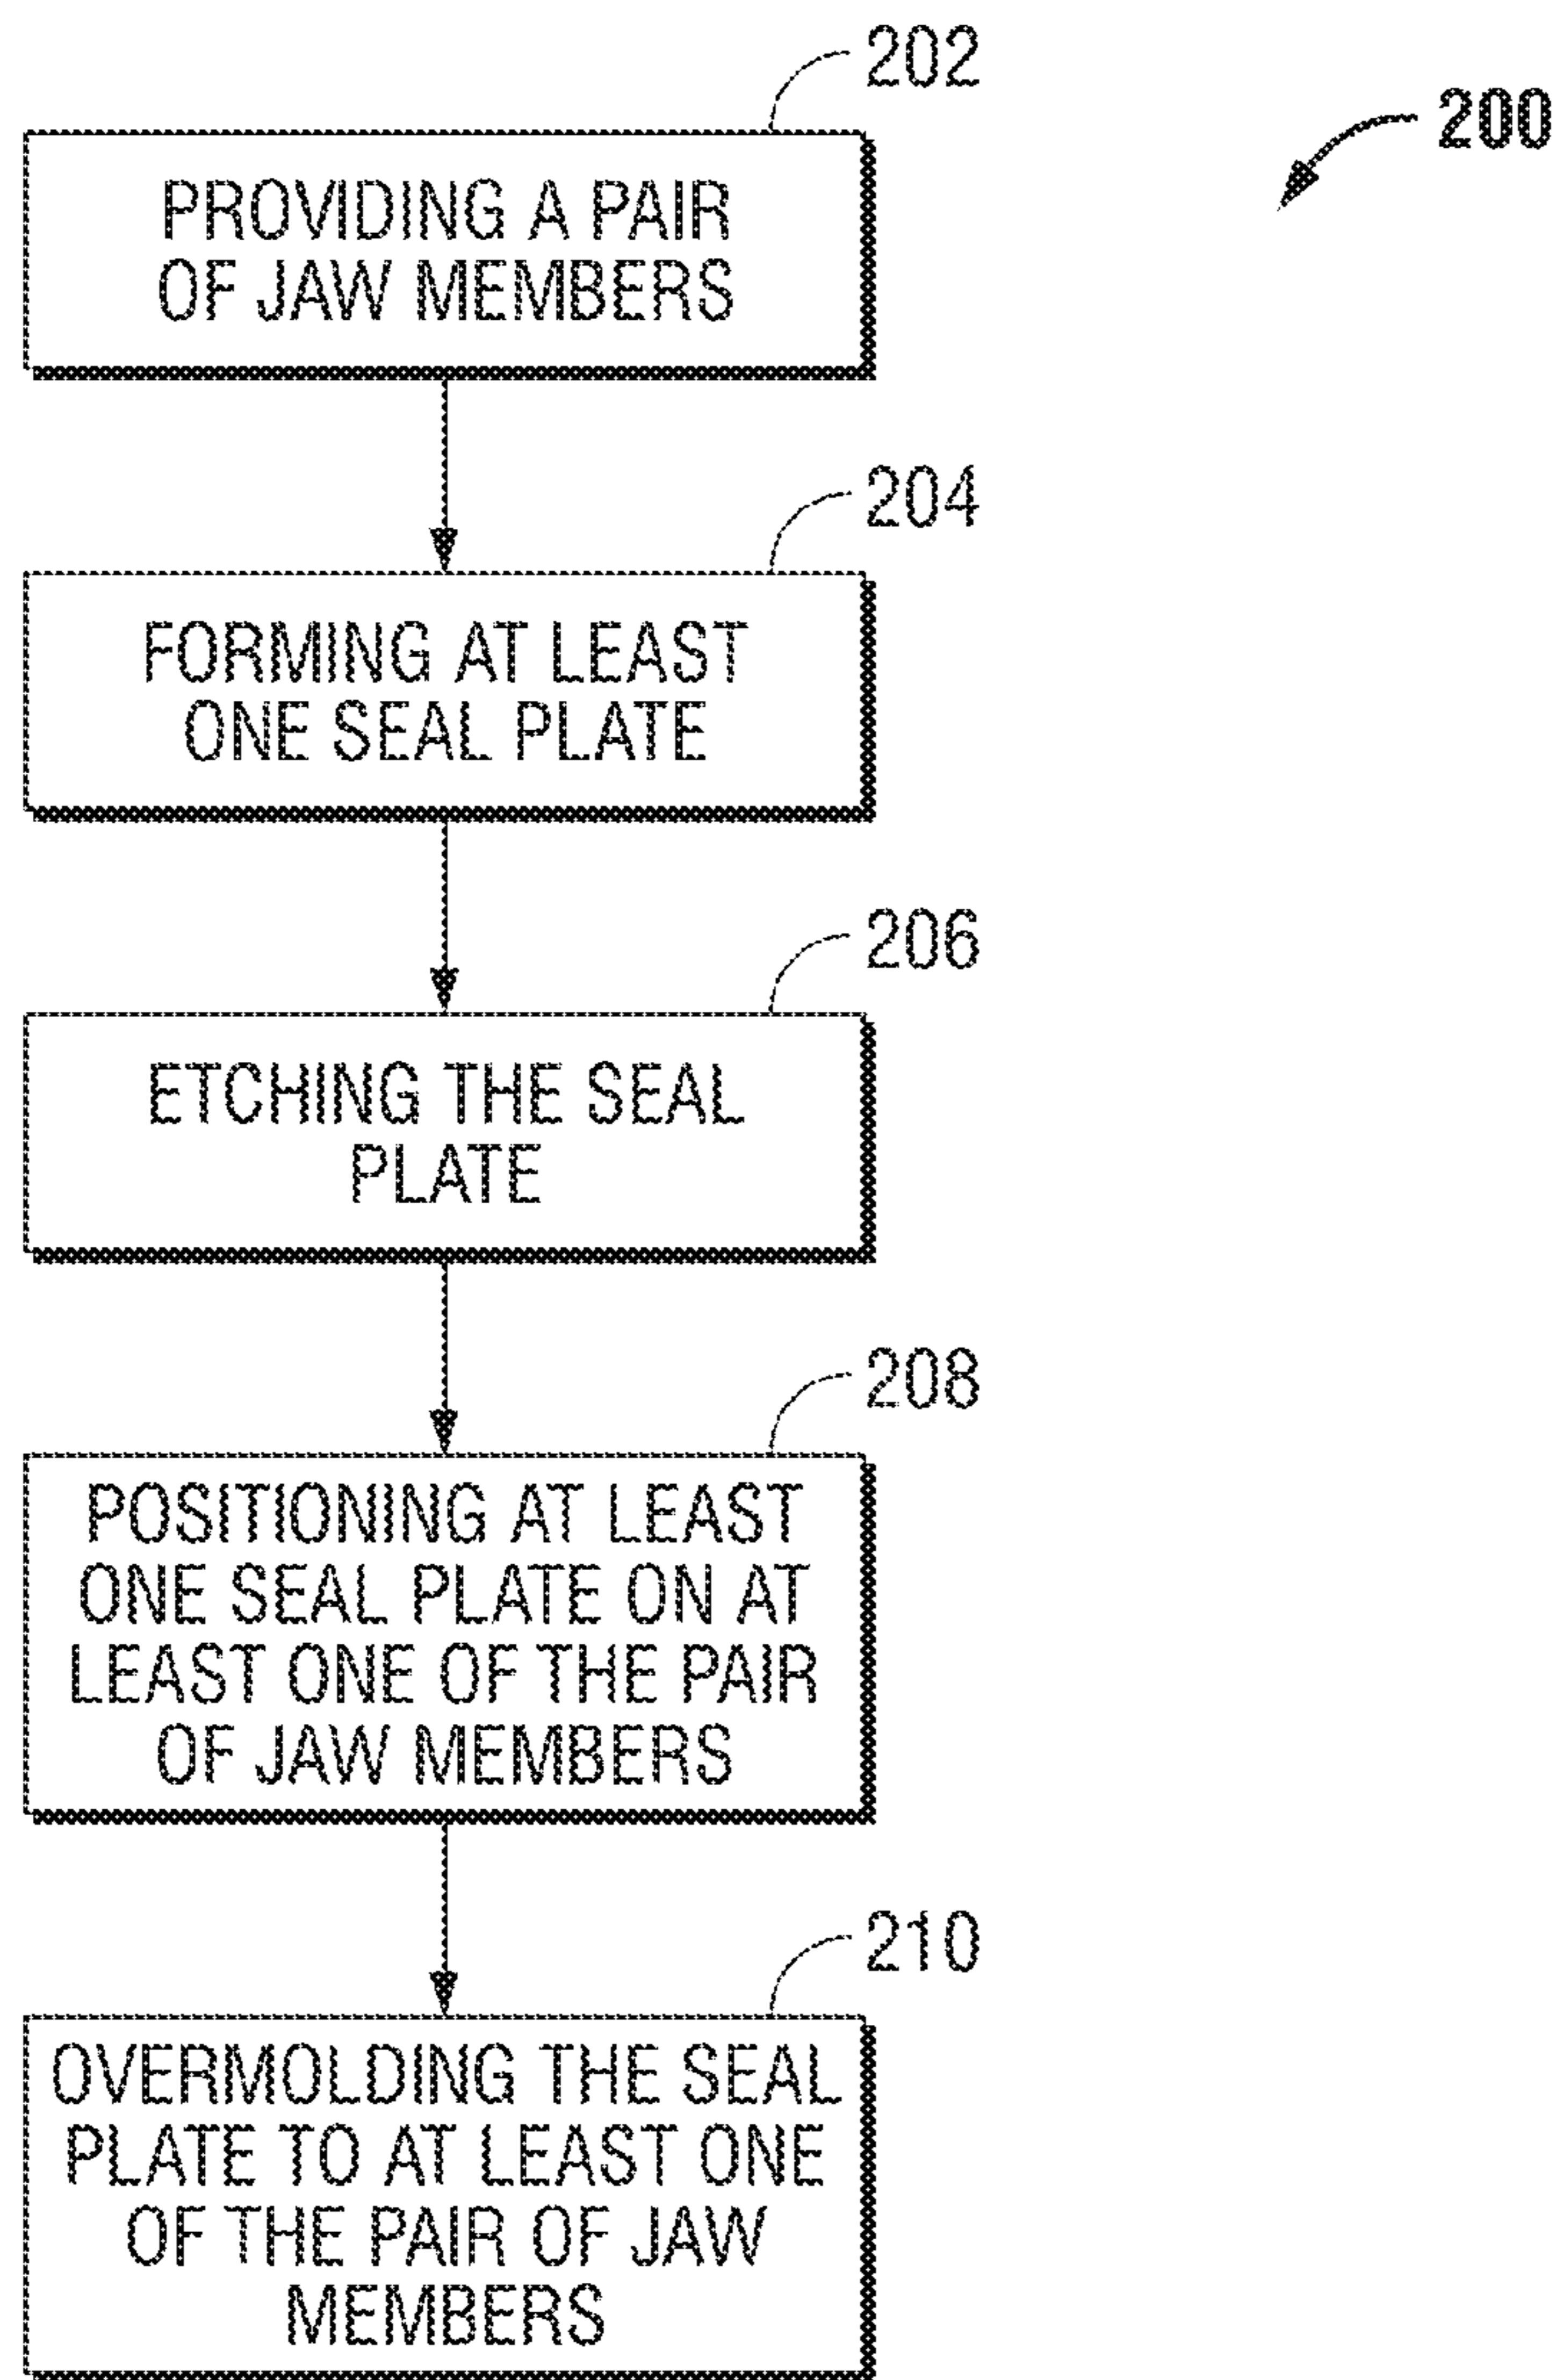 202
200
PROVIDING A PAIR
OF JAW MEMBERS
204
FORMING AT LEAST
ONE SEAL PLATE
206
ETCHING THE SEAL
PLATE
208
POSITIONING AT LEAST
ONE SEAL PLATE ON AT
LEAST ONE OF THE PAIR
OF JAW MEMBERS
210
OVERMOLDING THE SEAL
PLATE TO AT LEAST ONE
OF THE PAIR OF JAW
MEMBERS